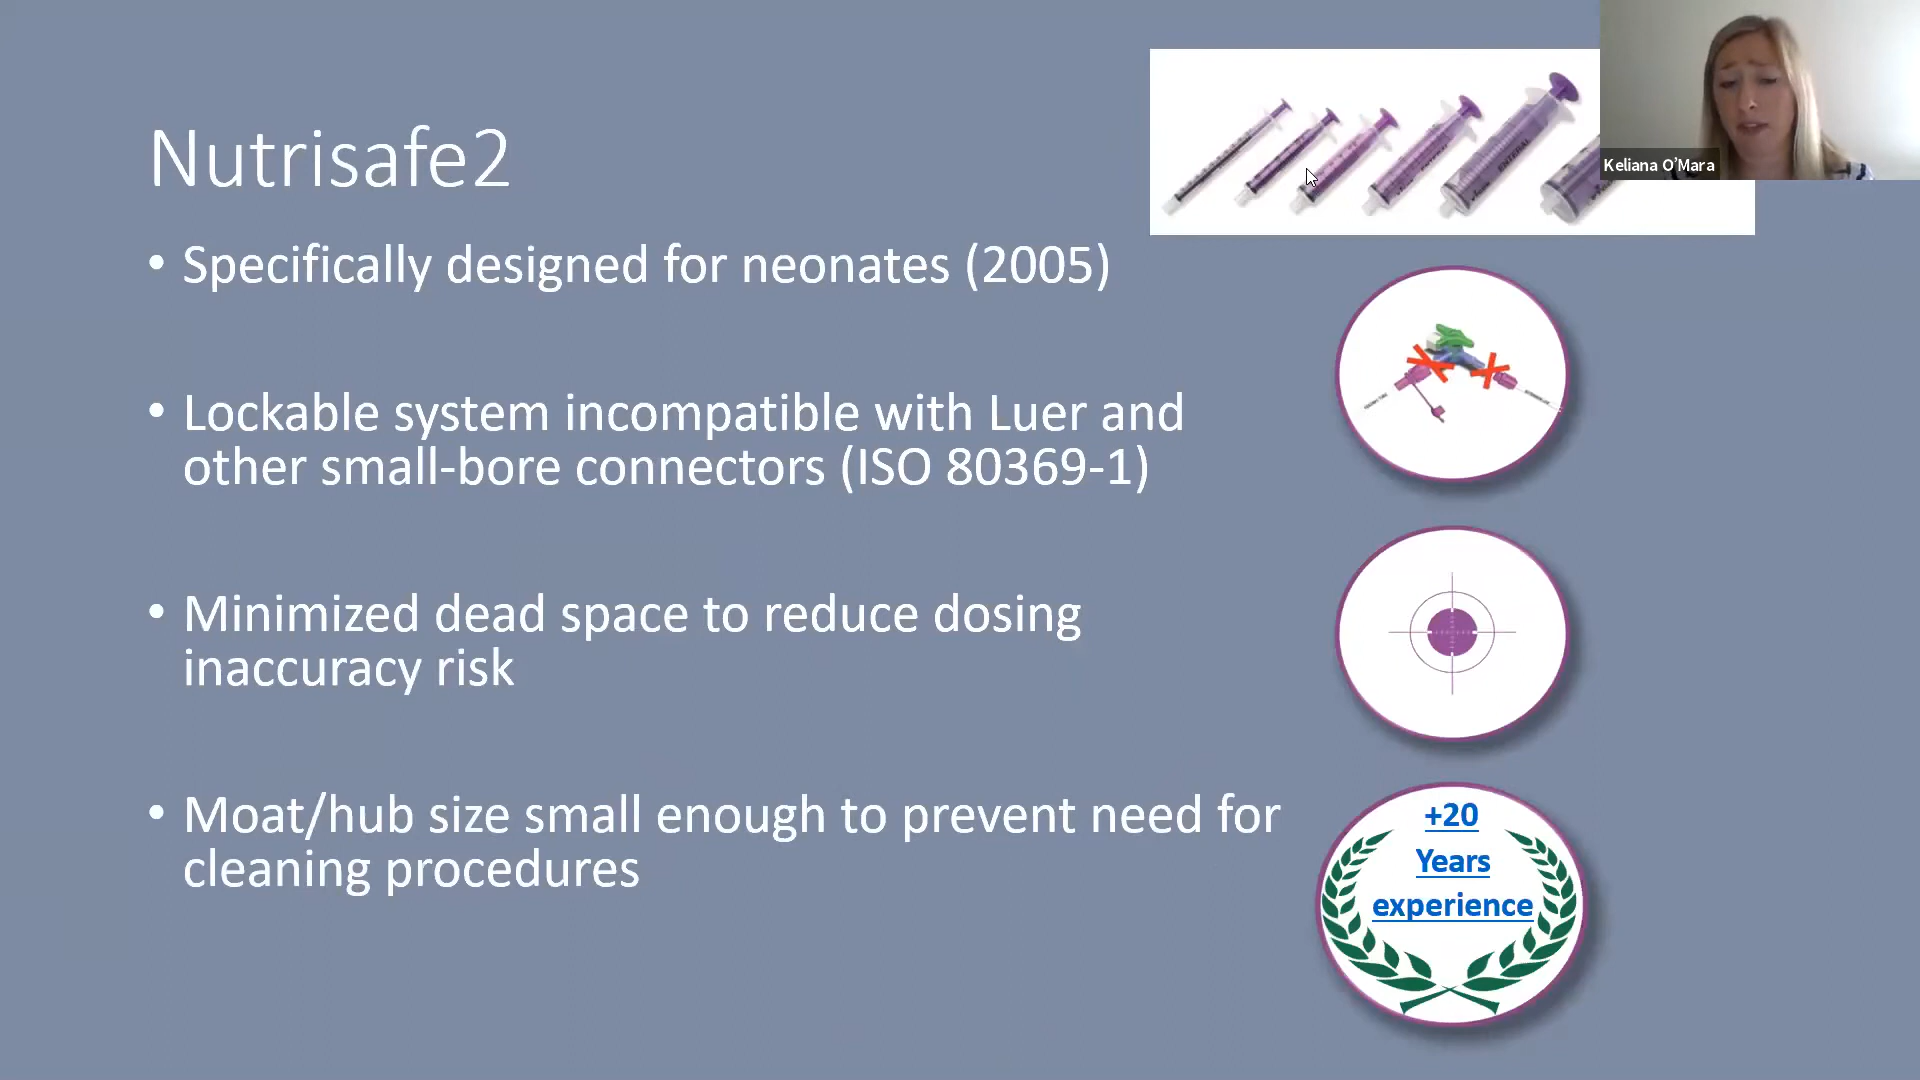 Nutrisafe2
• Specifically designed for neonates (2005)
• Lockable system incompatible with Luer and
other small-bore connectors (ISO 80369-1)
• Minimized dead space to reduce dosing
inaccuracy risk
• Moat/hub size small enough to prevent need for
cleaning procedures
ENTERAL
Keliana O’Mara
+20
Years
experience